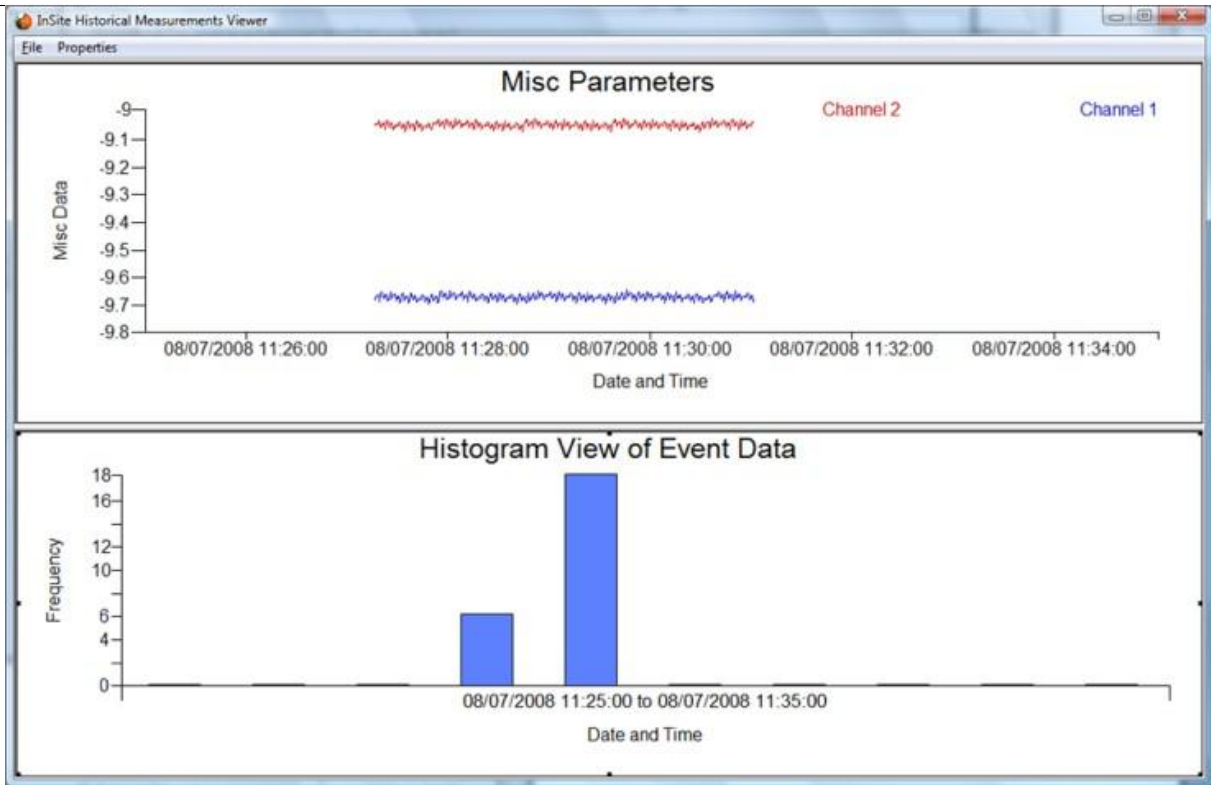 InSite Historical Measurements Viewer
File Properties
Misc Parameters
Channel 2 Channel 1
Misc Data
-9
-9.1
-9.2
-9.3
-9.4
-9.5
-9.6
-9.7
-9.8
08/07/2008 11:26:00 08/07/2008 11:28:00 08/07/2008 11:30:00 08/07/2008 11:32:00 08/07/2008 11:34:00
Date and Time
Histogram View of Event Data
Frequency
18
16
12
10
6
4
0
08/07/2008 11:25:00 to 08/07/2008 11:35:00
Date and Time